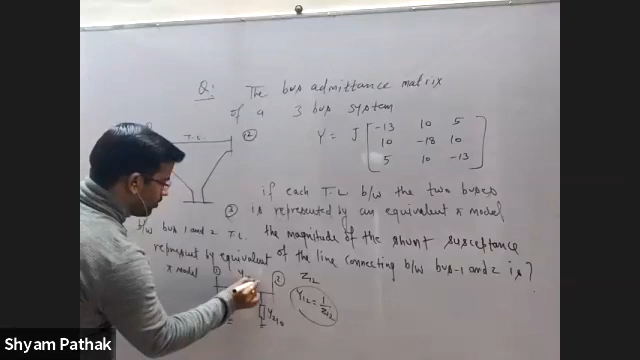 Q: The bus admittance matrix
of a 3 bus system
T.L. ②
Y = J [ -13 10 5
10 -18 10
5 10 -13 ]
③
if each T.L b/w the two buses
is represented by an equivalent π model
b/w bus 1 and 2 T.L. the magnitude of the shunt susceptance
represent by equivalent of the line connecting b/w bus-1 and 2 is?
π model ① y ② Z12
Y12 = 1/Z12
Y210
Shyam Pathak